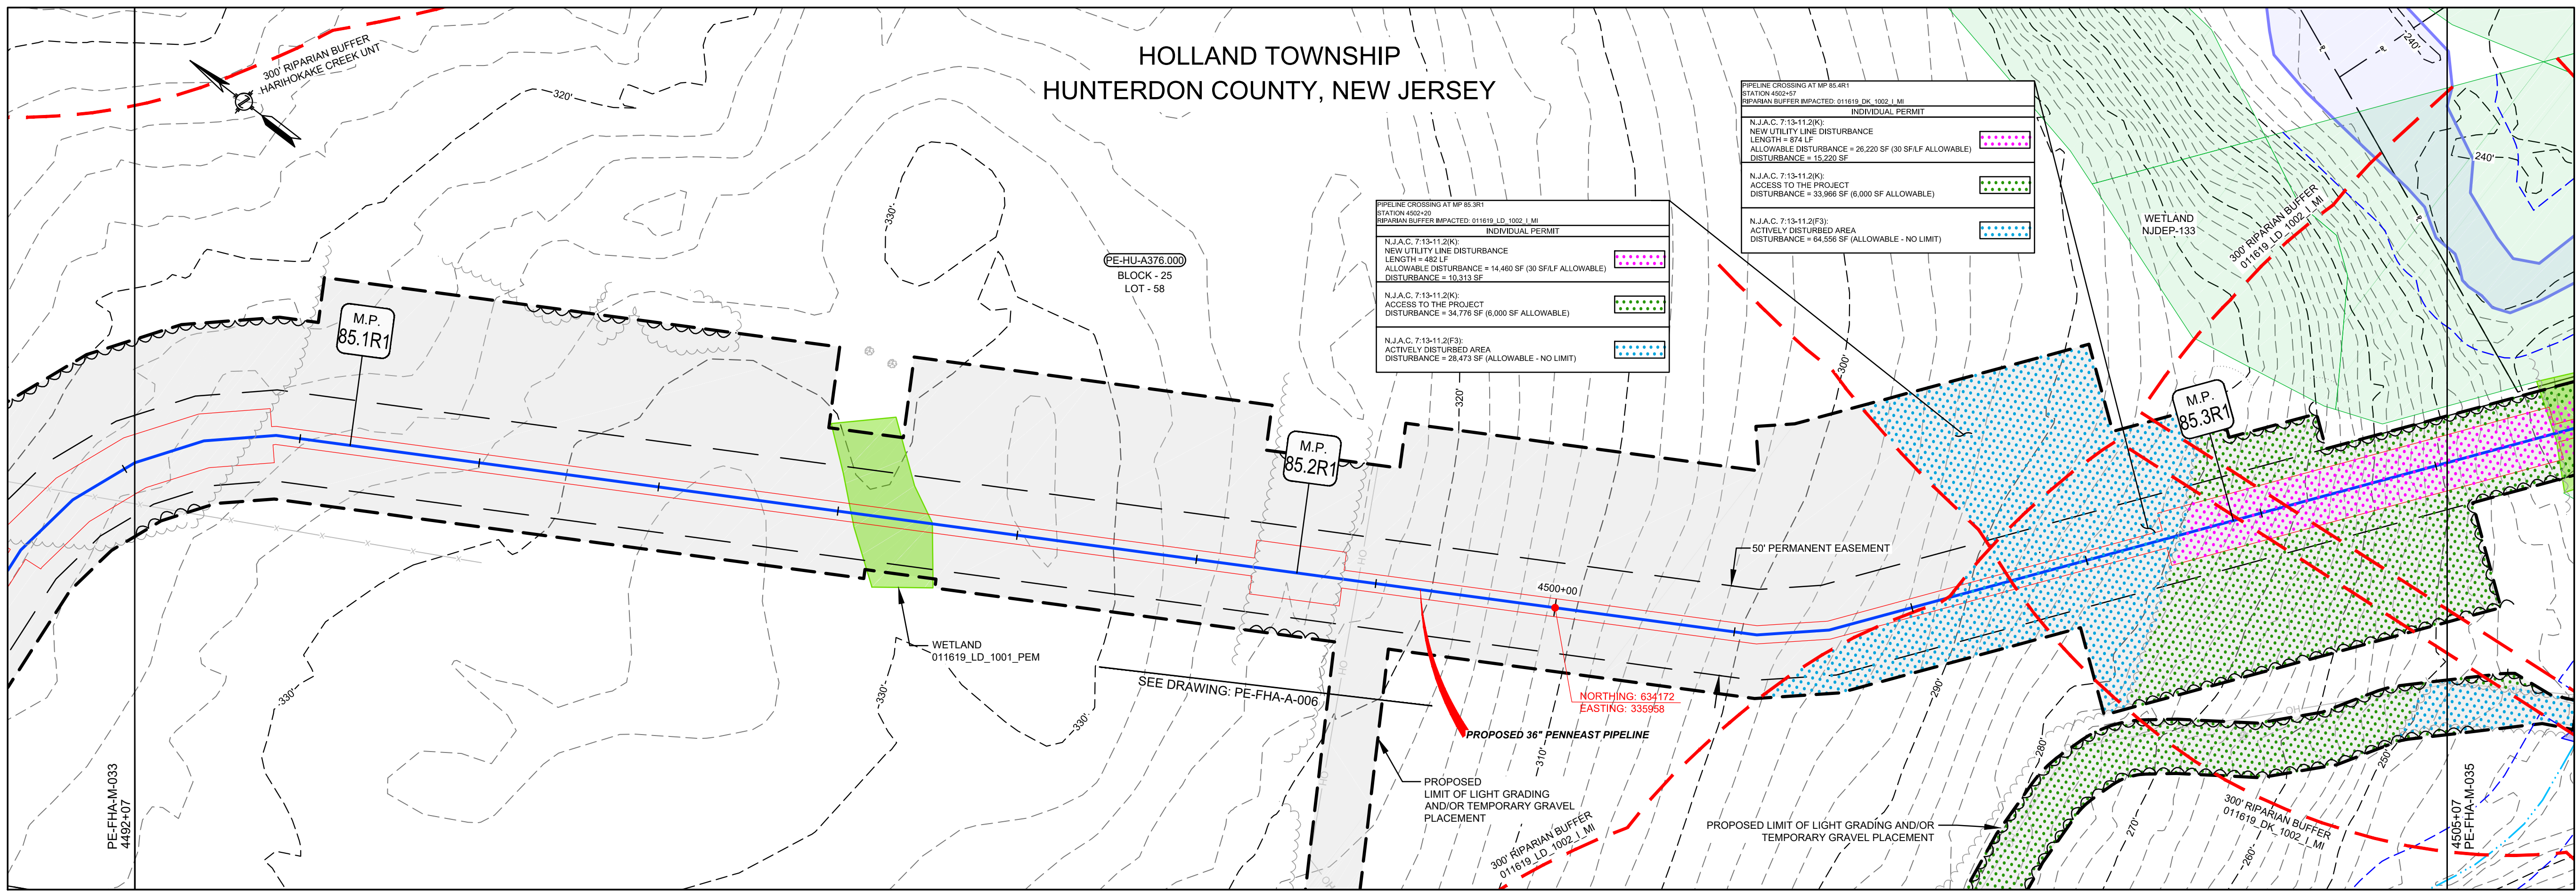 HOLLAND TOWNSHIP
HUNTERDON COUNTY, NEW JERSEY
300' RIPARIAN BUFFER
HARIHOKAKE CREEK UNT
320'
330'
PE-HU-A376.000
BLOCK - 25
LOT - 58
PIPELINE CROSSING AT MP 85.3R1
STATION 4502+20
RIPARIAN BUFFER IMPACTED: 011619_LD_1002_I_MI
INDIVIDUAL PERMIT
N.J.A.C. 7:13-11.2(K):
NEW UTILITY LINE DISTURBANCE
LENGTH = 482 LF
ALLOWABLE DISTURBANCE = 14,460 SF (30 SF/LF ALLOWABLE)
DISTURBANCE = 10,313 SF
N.J.A.C. 7:13-11.2(K):
ACCESS TO THE PROJECT
DISTURBANCE = 34,776 SF (6,000 SF ALLOWABLE)
N.J.A.C. 7:13-11.2(F3):
ACTIVELY DISTURBED AREA
DISTURBANCE = 28,473 SF (ALLOWABLE - NO LIMIT)
PIPELINE CROSSING AT MP 85.4R1
STATION 4502+57
RIPARIAN BUFFER IMPACTED: 011619_DK_1002_I_MI
INDIVIDUAL PERMIT
N.J.A.C. 7:13-11.2(K):
NEW UTILITY LINE DISTURBANCE
LENGTH = 874 LF
ALLOWABLE DISTURBANCE = 26,220 SF (30 SF/LF ALLOWABLE)
DISTURBANCE = 15,220 SF
N.J.A.C. 7:13-11.2(K):
ACCESS TO THE PROJECT
DISTURBANCE = 33,966 SF (6,000 SF ALLOWABLE)
N.J.A.C. 7:13-11.2(F3):
ACTIVELY DISTURBED AREA
DISTURBANCE = 64,556 SF (ALLOWABLE - NO LIMIT)
240'
240'
WETLAND
NJDEP-133
300' RIPARIAN BUFFER
011619_LD_1002_I_MI
M.P.
85.1R1
M.P.
85.2R1
M.P.
85.3R1
320'
300'
50' PERMANENT EASEMENT
4500+00
NORTHING: 634172
EASTING: 335958
WETLAND
011619_LD_1001_PEM
SEE DRAWING: PE-FHA-A-006
PROPOSED 36" PENNEAST PIPELINE
PROPOSED
LIMIT OF LIGHT GRADING
AND/OR TEMPORARY GRAVEL
PLACEMENT
330'
330'
330'
OH
OH
OH
OH
OH
310'
290'
280'
270'
260'
250'
300' RIPARIAN BUFFER
011619_LD_1002_I_MI
PROPOSED LIMIT OF LIGHT GRADING AND/OR
TEMPORARY GRAVEL PLACEMENT
300' RIPARIAN BUFFER
011619_DK_1002_I_MI
PE-FHA-M-033
4492+07
4505+07
PE-FHA-M-035